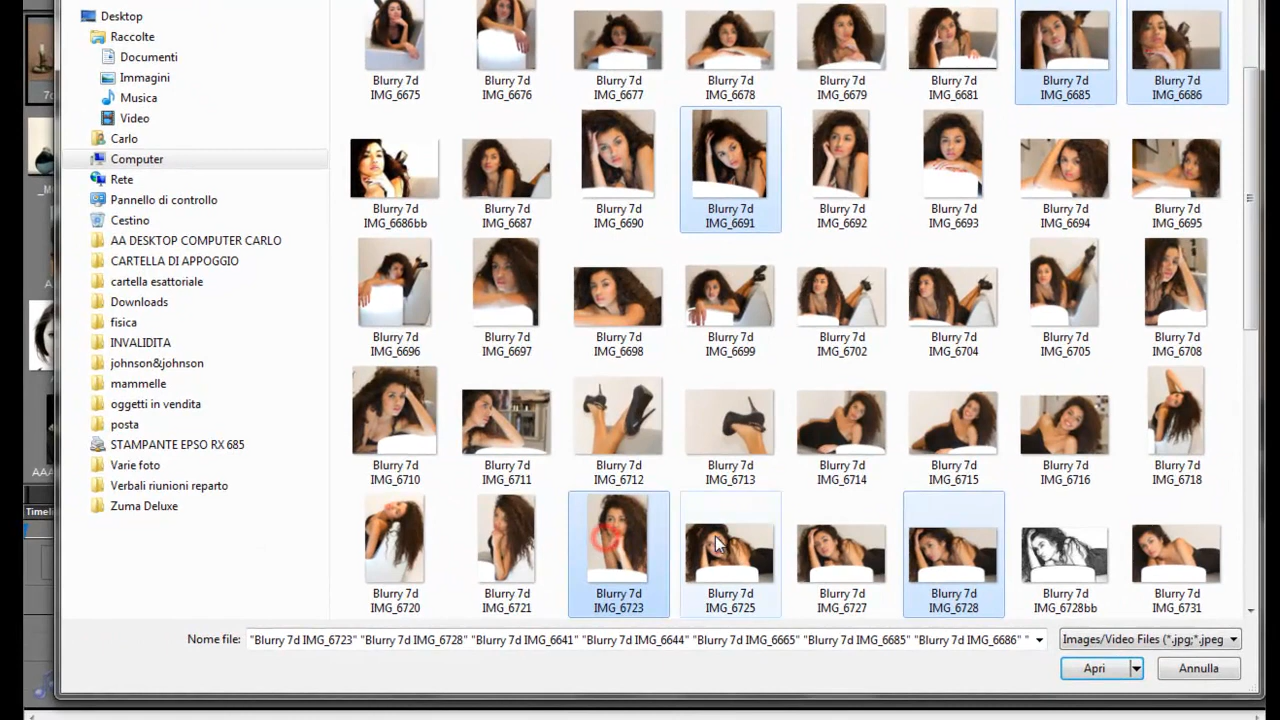 Desktop
Raccolte
Documenti
Immagini
Musica
Video
Carlo
Computer
Rete
Pannello di controllo
Cestino
AA DESKTOP COMPUTER CARLO
CARTELLA DI APPOGGIO
cartella esattoriale
Downloads
fisica
INVALIDITA
johnson&johnson
mammelle
oggetti in vendita
posta
STAMPANTE EPSO RX 685
Varie foto
Verbali riunioni reparto
Zuma Deluxe
Blurry 7d Blurry 7d Blurry 7d Blurry 7d Blurry 7d Blurry 7d Blurry 7d Blurry 7d
IMG_6675 IMG_6676 IMG_6677 IMG_6678 IMG_6679 IMG_6681 IMG_6685 IMG_6686
Blurry 7d Blurry 7d Blurry 7d Blurry 7d Blurry 7d Blurry 7d Blurry 7d Blurry 7d
IMG_6686bb IMG_6687 IMG_6690 IMG_6691 IMG_6692 IMG_6693 IMG_6694 IMG_6695
Blurry 7d Blurry 7d Blurry 7d Blurry 7d Blurry 7d Blurry 7d Blurry 7d Blurry 7d
IMG_6696 IMG_6697 IMG_6698 IMG_6699 IMG_6702 IMG_6704 IMG_6705 IMG_6708
Blurry 7d Blurry 7d Blurry 7d Blurry 7d Blurry 7d Blurry 7d Blurry 7d Blurry 7d
IMG_6710 IMG_6711 IMG_6712 IMG_6713 IMG_6714 IMG_6715 IMG_6716 IMG_6718
Blurry 7d Blurry 7d Blurry 7d Blurry 7d Blurry 7d Blurry 7d Blurry 7d Blurry 7d
IMG_6720 IMG_6721 IMG_6723 IMG_6725 IMG_6727 IMG_6728 IMG_6728bb IMG_6731
Timeli
Nome file: "Blurry 7d IMG_6723" "Blurry 7d IMG_6728" "Blurry 7d IMG_6641" "Blurry 7d IMG_6644" "Blurry 7d IMG_6665" "Blurry 7d IMG_6685" "Blurry 7d IMG_6686" " Images/Video Files (*.jpg;*.jpeg
Apri Annulla